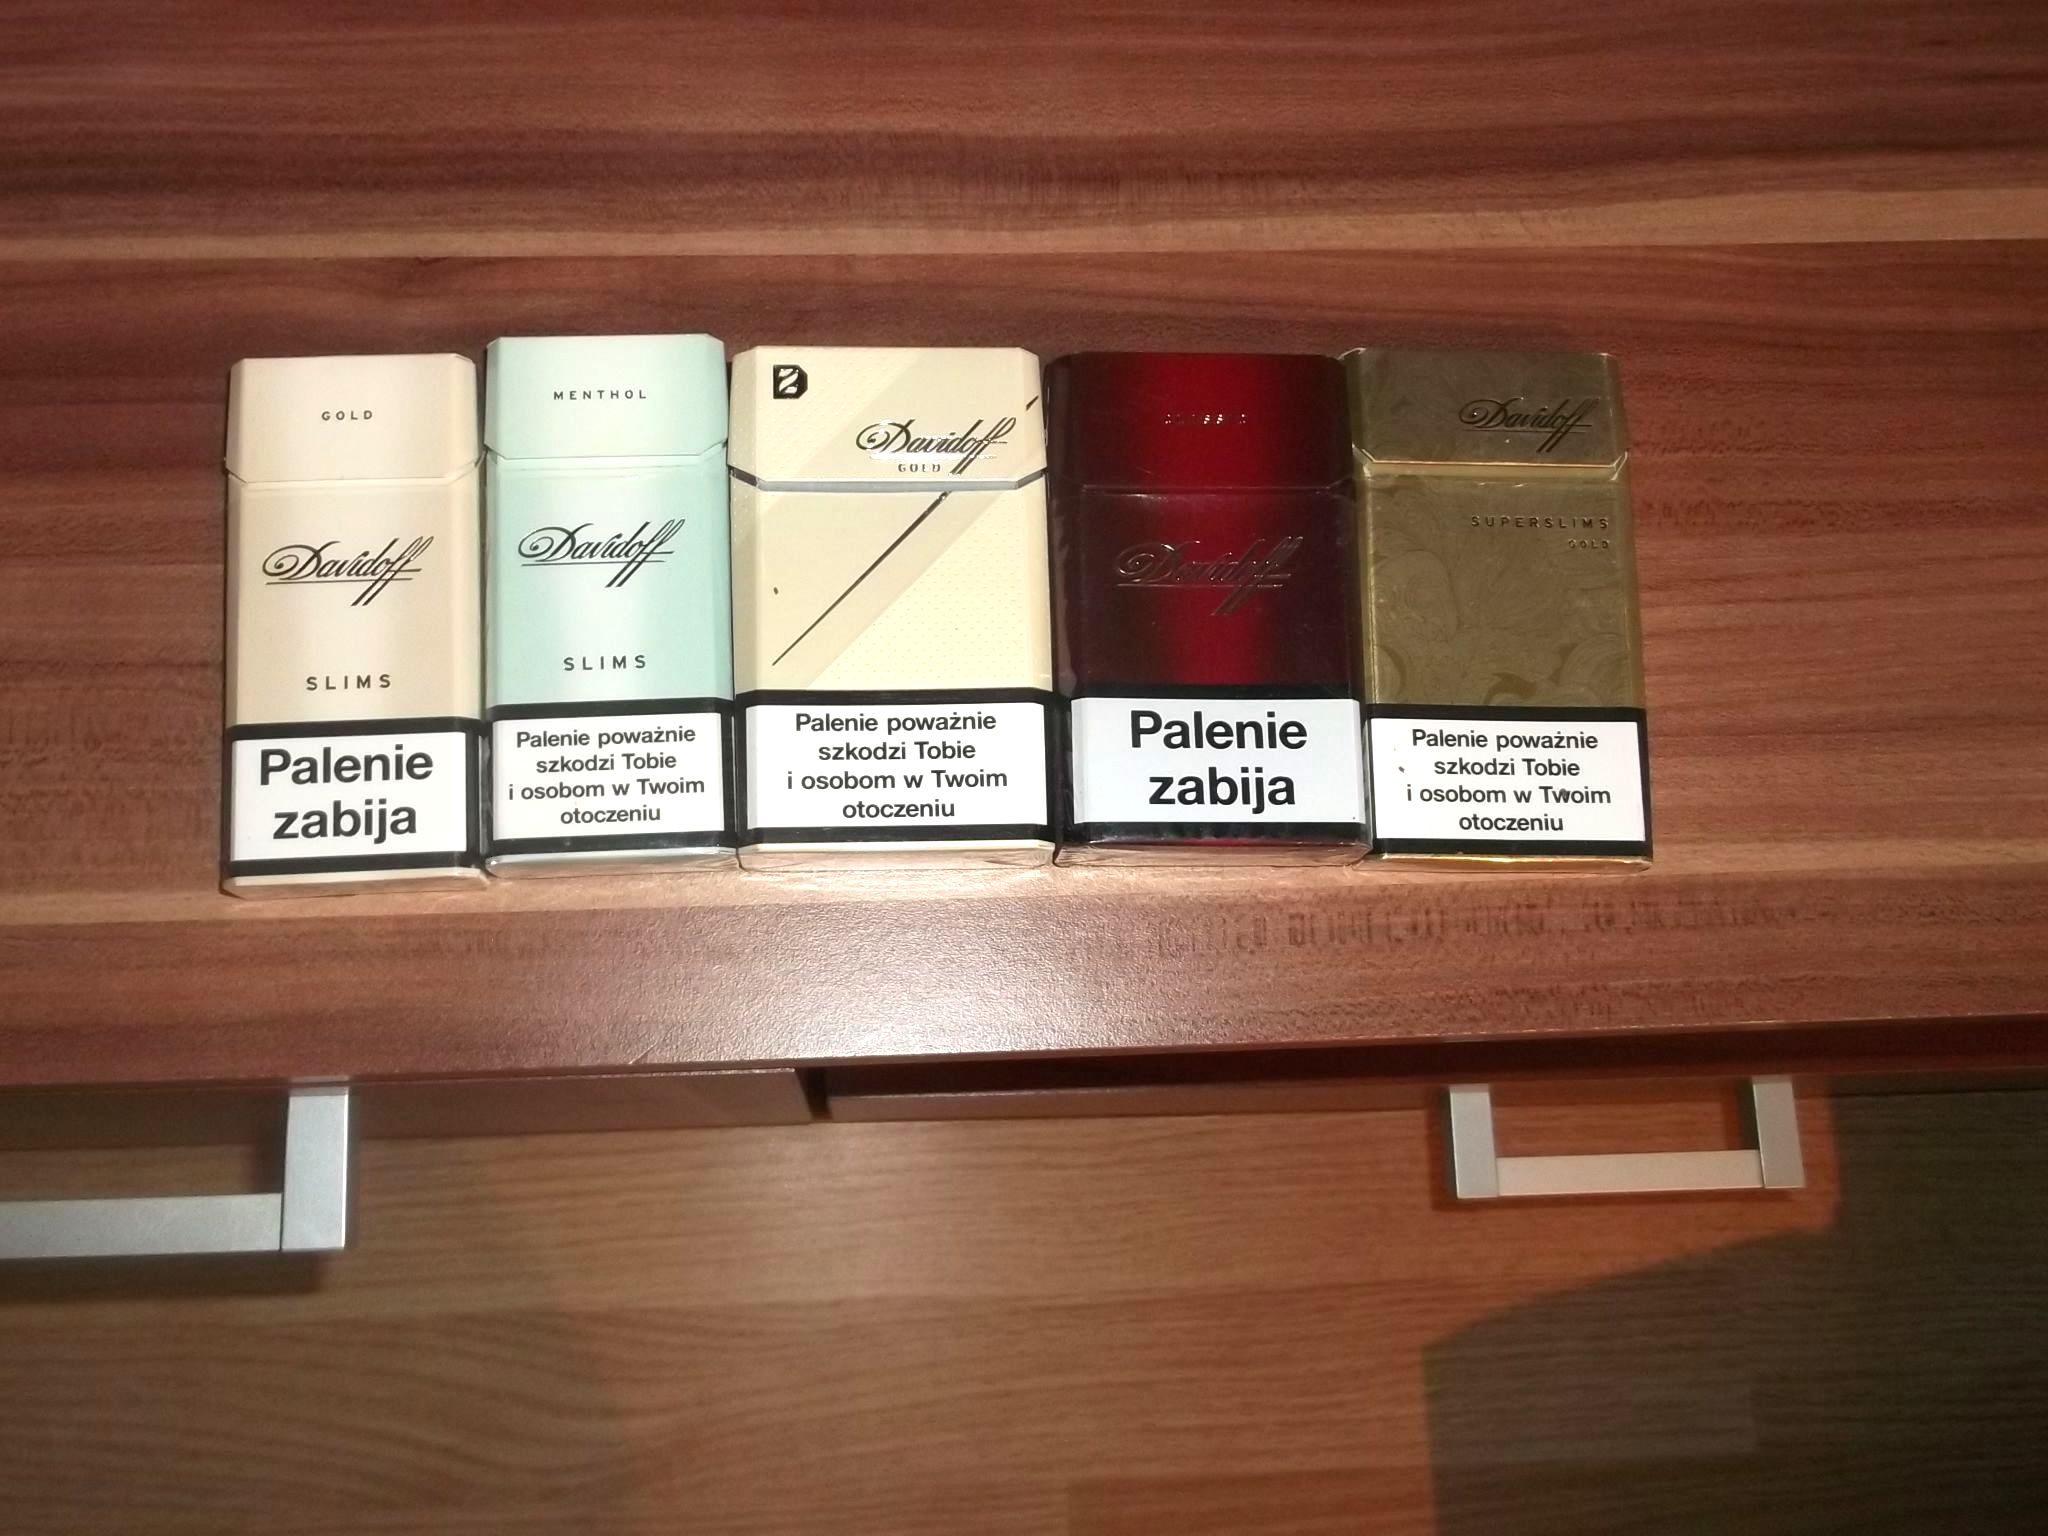 GOLD
Davidoff
SLIMS
Palenie
zabija
MENTHOL
Davidoff
SLIMS
Palenie poważnie
szkodzi Tobie
i osobom w Twoim
otoczeniu
Davidoff
GOLD
Palenie poważnie
szkodzi Tobie
i osobom w Twoim
otoczeniu
Davidoff
Palenie
zabija
Davidoff
SUPERSLIMS
GOLD
Palenie poważnie
szkodzi Tobie
i osobom w Twoim
otoczeniu